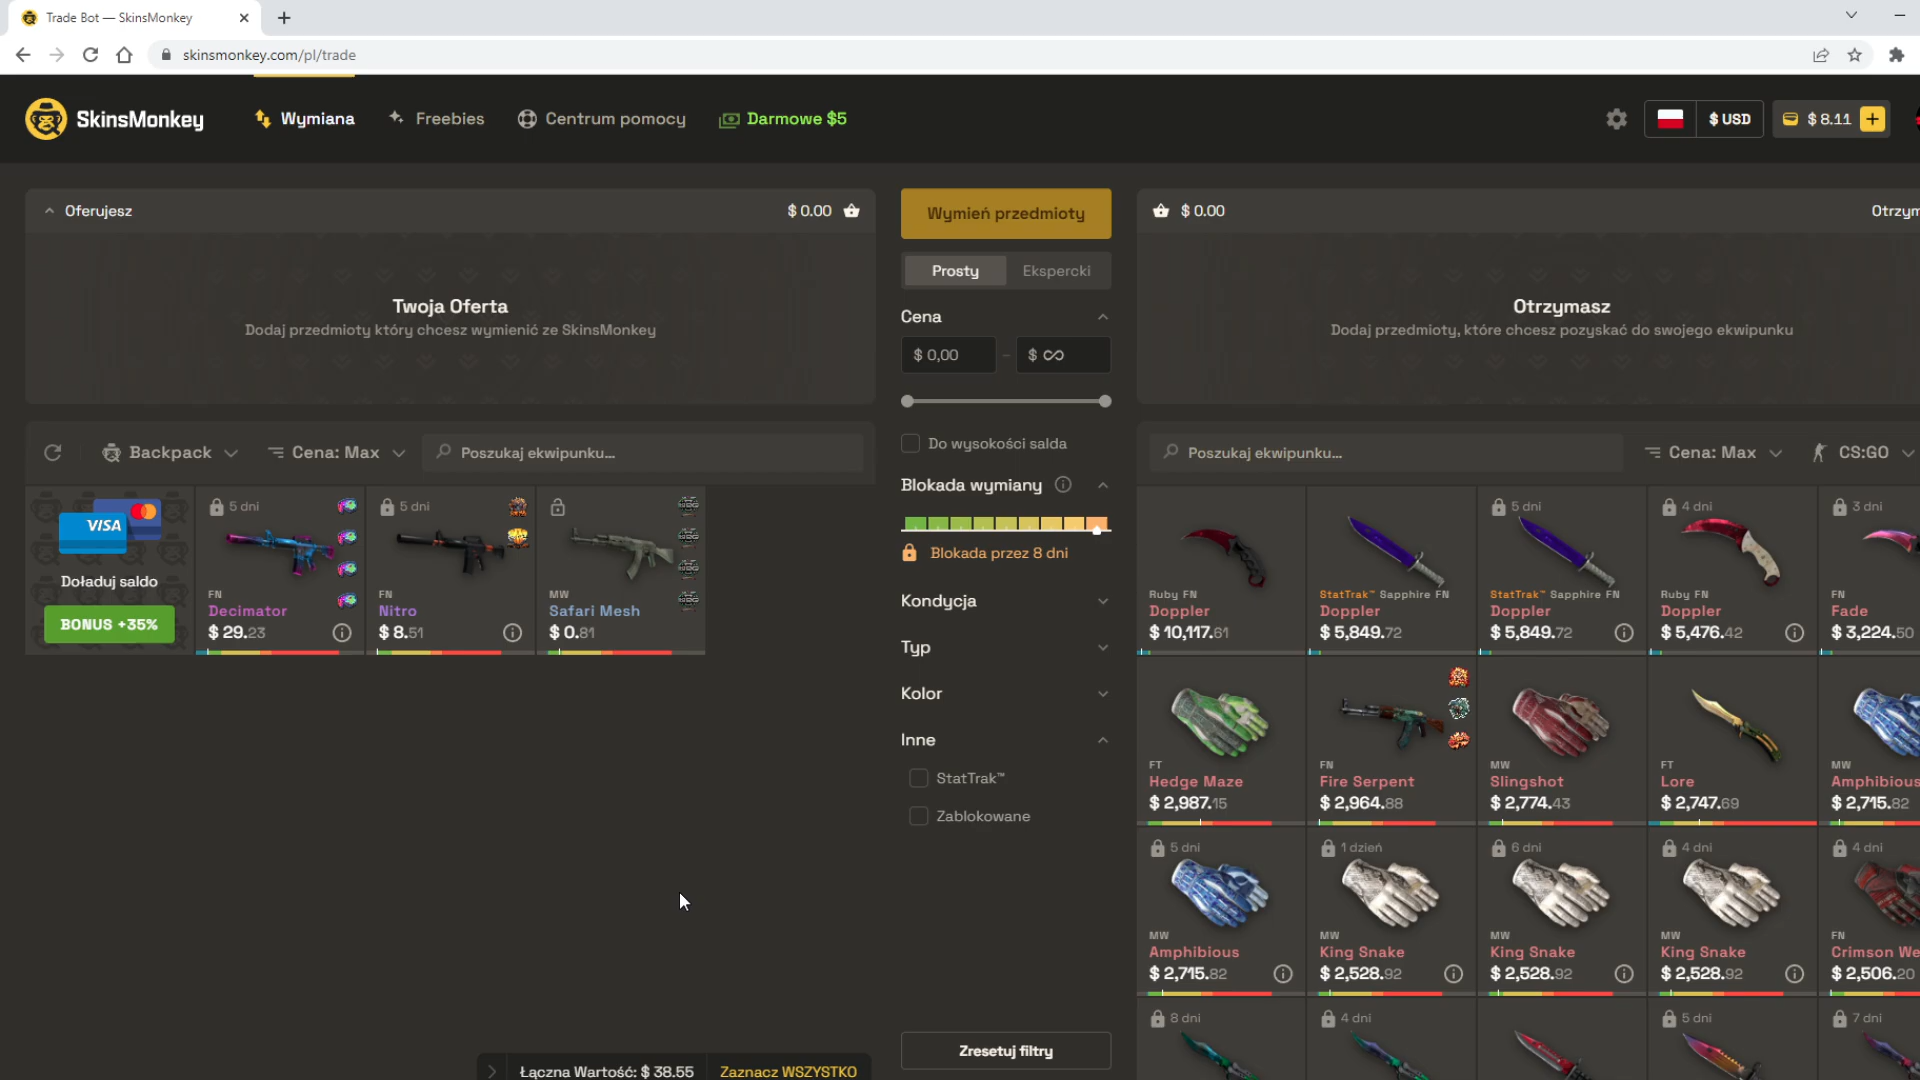 Trade Bot — SkinsMonkey
skinsmonkey.com/pl/trade
SkinsMonkey
Wymiana
Freebies
Centrum pomocy
Darmowe $5
$ USD
$ 8.11
Oferujesz
$ 0.00
Twoja Oferta
Dodaj przedmioty który chcesz wymienić ze SkinsMonkey
Backpack
Cena: Max
Poszukaj ekwipunku...
VISA
Doładuj saldo
BONUS +35%
5 dni
FN
Decimator
$ 29.23
5 dni
FN
Nitro
$ 8.51
MW
Safari Mesh
$ 0.81
Łączna Wartość: $ 38.55
Zaznacz WSZYSTKO
Wymień przedmioty
Prosty
Ekspercki
Cena
$ 0,00
–
$ ∞
Do wysokości salda
Blokada wymiany
Blokada przez 8 dni
Kondycja
Typ
Kolor
Inne
StatTrak™
Zablokowane
Zresetuj filtry
$ 0.00
Otrzym
Otrzymasz
Dodaj przedmioty, które chcesz pozyskać do swojego ekwipunku
Poszukaj ekwipunku...
Cena: Max
CS:GO
Ruby FN
Doppler
$ 10,117.61
StatTrak™ Sapphire FN
Doppler
$ 5,849.72
5 dni
StatTrak™ Sapphire FN
Doppler
$ 5,849.72
4 dni
Ruby FN
Doppler
$ 5,476.42
3 dni
FN
Fade
$ 3,224.50
FT
Hedge Maze
$ 2,987.15
FN
Fire Serpent
$ 2,964.88
MW
Slingshot
$ 2,774.43
FT
Lore
$ 2,747.69
MW
Amphibious
$ 2,715.82
5 dni
MW
Amphibious
$ 2,715.82
1 dzień
MW
King Snake
$ 2,528.92
6 dni
MW
King Snake
$ 2,528.92
4 dni
MW
King Snake
$ 2,528.92
4 dni
FN
Crimson We
$ 2,506.20
8 dni
4 dni
5 dni
7 dni